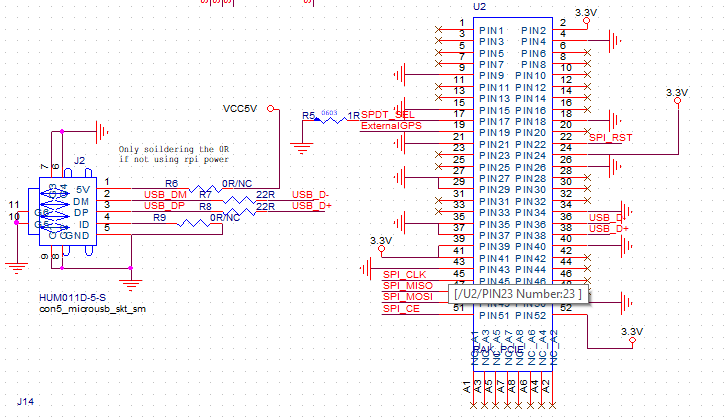 U2
3.3V
1 PIN1 PIN2 2
3 PIN3 PIN4 4
5 PIN5 PIN6 6
7 PIN7 PIN8 8
9 PIN9 PIN10 10
11 PIN11 PIN12 12
13 PIN13 PIN14 14
15 PIN15 PIN16 16
17 PIN17 PIN18 18
19 PIN19 PIN20 20
21 PIN21 PIN22 22
23 PIN23 PIN24 24
25 PIN25 PIN26 26
27 PIN27 PIN28 28
29 PIN29 PIN30 30
31 PIN31 PIN32 32
33 PIN33 PIN34 34
35 PIN35 PIN36 36
37 PIN37 PIN38 38
39 PIN39 PIN40 40
41 PIN41 PIN42 42
43 PIN43 PIN44 44
45 PIN45 PIN46 46
51 PIN51 PIN52 52
3.3V
VCC5V
R5
0603
1R
SPDT_SEL
ExternalGPS
SPI_RST
Only soildering the 0R
if not using rpi power
7
6
J2
5V 1
DM 2
DP 3
ID 4
GND 5
R6
0R/NC
USB_DM
R7
22R
USB_D-
USB_DP
R8
22R
USB_D+
R9
0R/NC
11
10
9
8
USB_D-
USB_D+
3.3V
SPI_CLK
SPI_MISO
SPI_MOSI
SPI_CE
[/U2/PIN23 Number:23 ]
3.3V
HUM011D-5-S
con5_microusb_skt_sm
NC_A1
NC_A3
NC_A5
NC_A7
NC_A8
NC_A6
NC_A4
NC_A2
A1
A3
A5
A7
A8
A6
A4
A2
J14